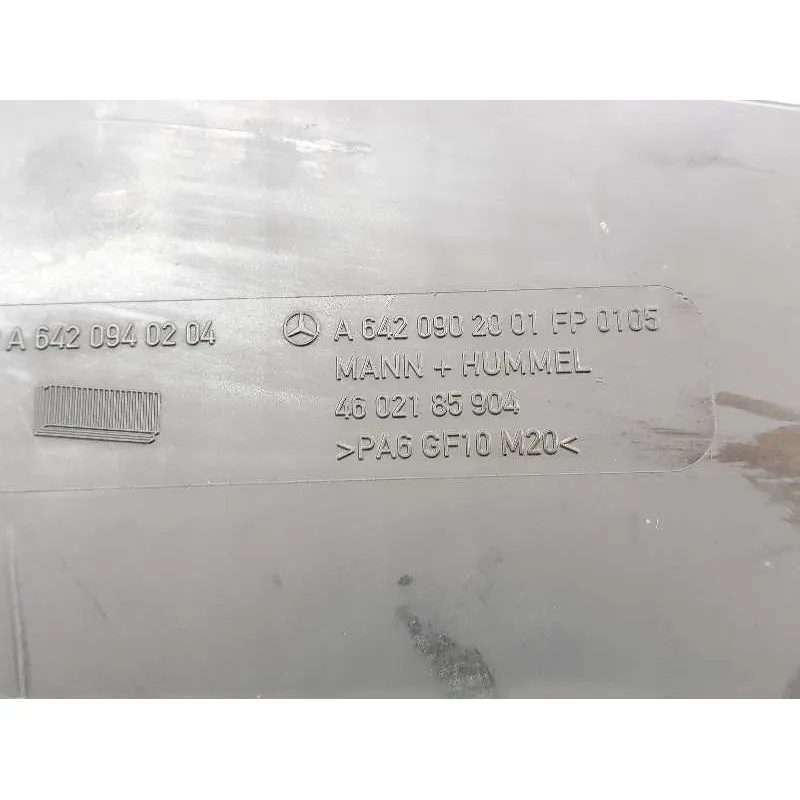 A 642 094 02 04
A 642 090 28 01 FP 0105
MANN + HUMMEL
46 021 85 904
>PA6 GF10 M20<